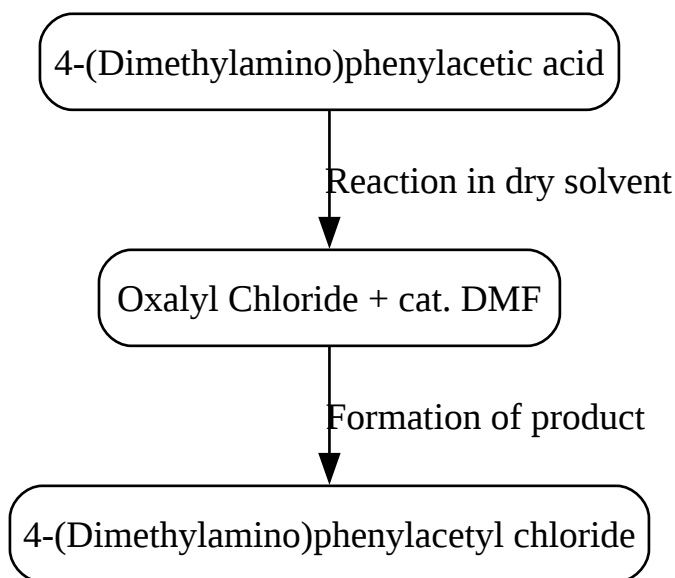 4-(Dimethylamino)phenylacetic acid
Reaction in dry solvent
Oxalyl Chloride + cat. DMF
Formation of product
4-(Dimethylamino)phenylacetyl chloride